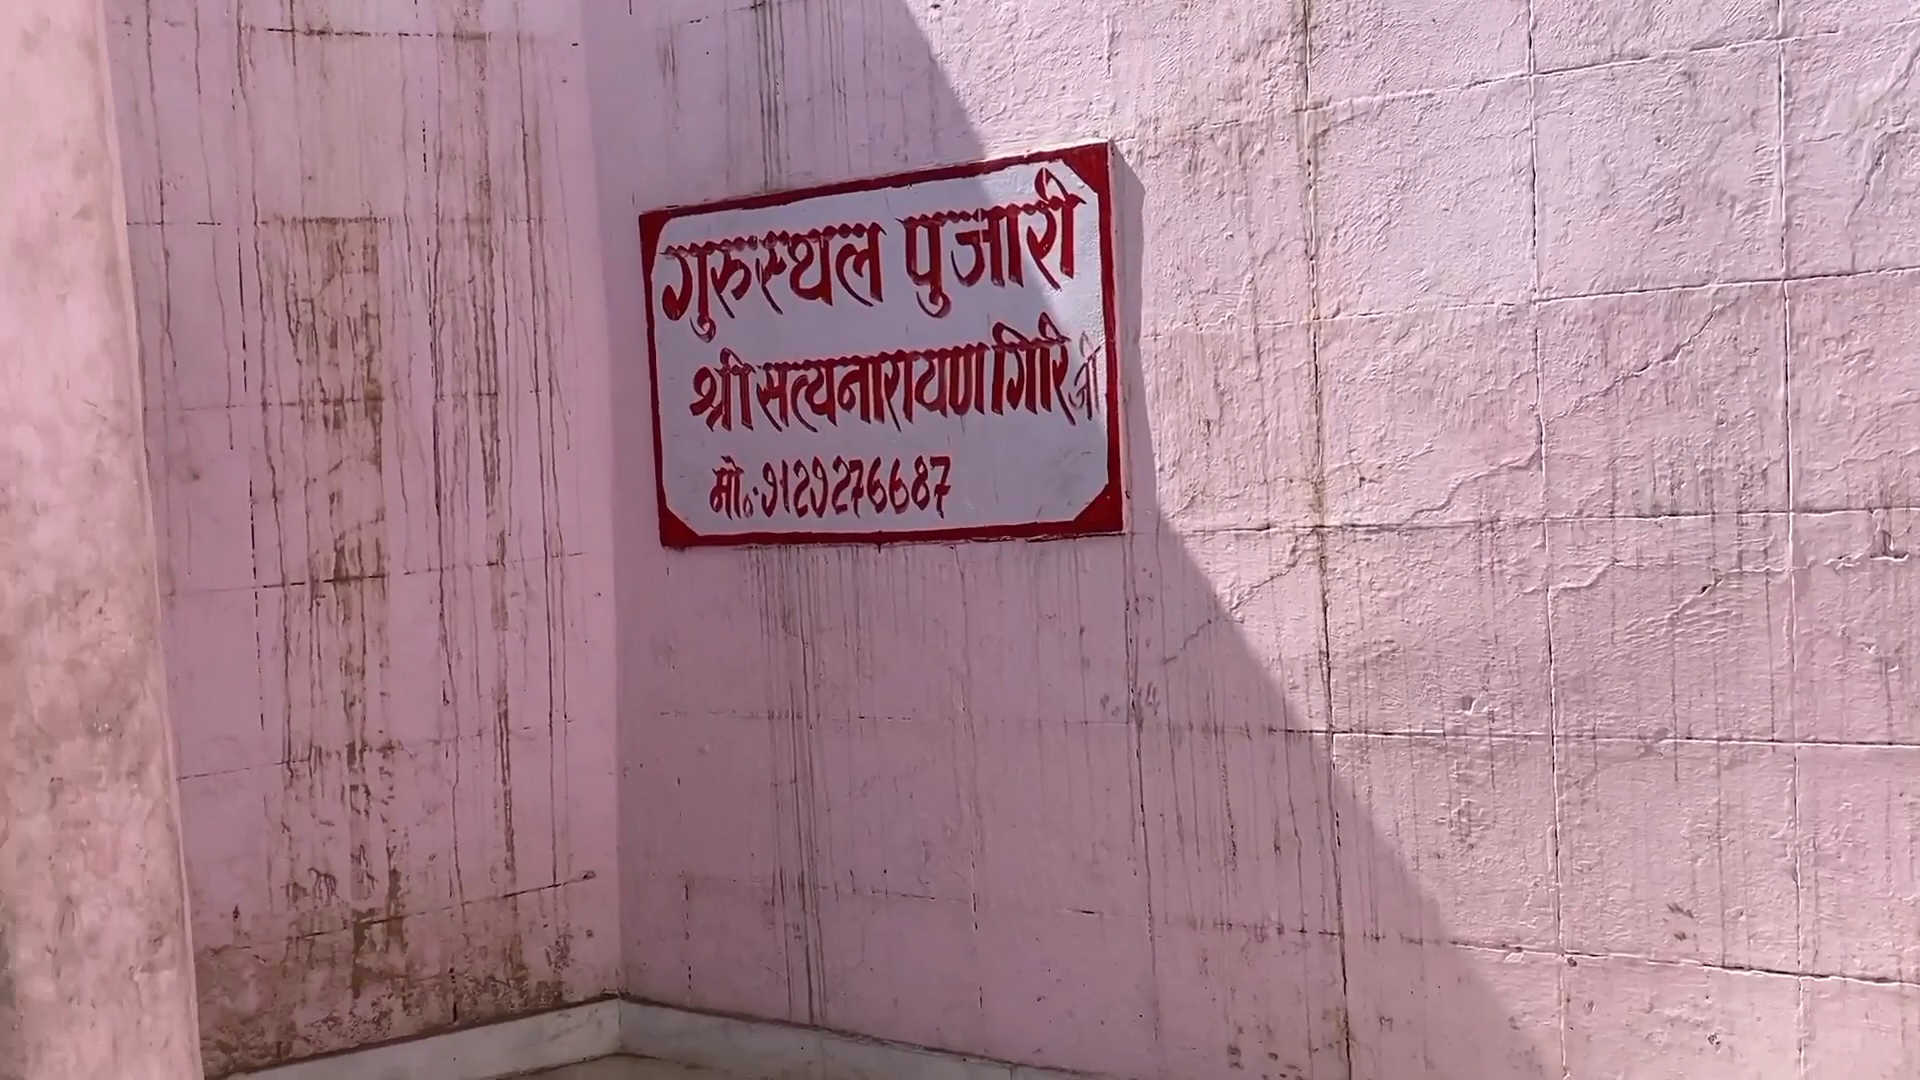 गुरुस्थल पुजारी
श्री सत्यनारायण गिरि जी
मो॰: 9129276687